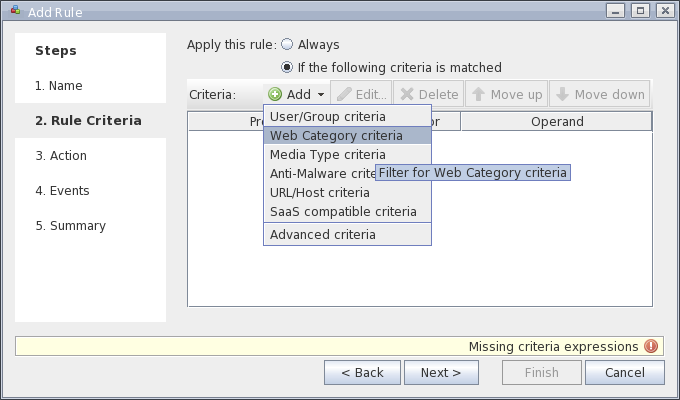 Add Rule
Steps
1. Name
2. Rule Criteria
3. Action
4. Events
5. Summary
Apply this rule: Always
If the following criteria is matched
Criteria: Add Edit... Delete Move up Move down
Pr or Operand
User/Group criteria
Web Category criteria
Media Type criteria
Anti-Malware crite
Filter for Web Category criteria
URL/Host criteria
SaaS compatible criteria
Advanced criteria
Missing criteria expressions
< Back Next > Finish Cancel